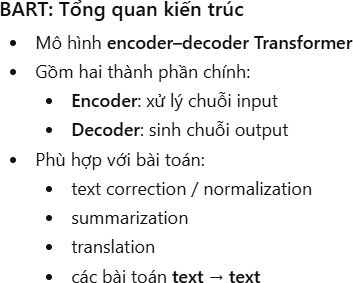 BART: Tổng quan kiến trúc
• Mô hình encoder–decoder Transformer
• Gồm hai thành phần chính:
• Encoder: xử lý chuỗi input
• Decoder: sinh chuỗi output
• Phù hợp với bài toán:
• text correction / normalization
• summarization
• translation
• các bài toán text → text